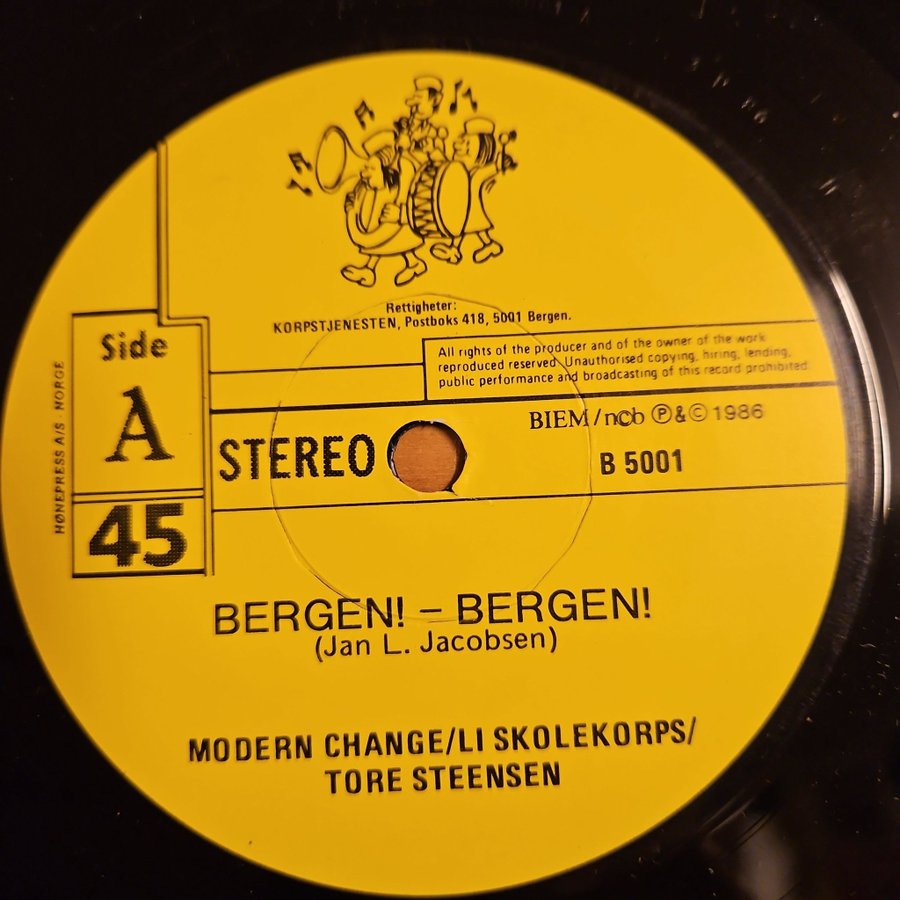 Rettigheter:
KORPSTJENESTEN, Postboks 418, 5001 Bergen.
All rights of the producer and of the owner of the work
reproduced reserved. Unauthorised copying, hiring, lending,
public performance and broadcasting of this record prohibited.
Side
A
45
HØNEPRESS A/S - NORGE
STEREO
BIEM/ncb Ⓟ&© 1986
B 5001
BERGEN! – BERGEN!
(Jan L. Jacobsen)
MODERN CHANGE/LI SKOLEKORPS/
TORE STEENSEN